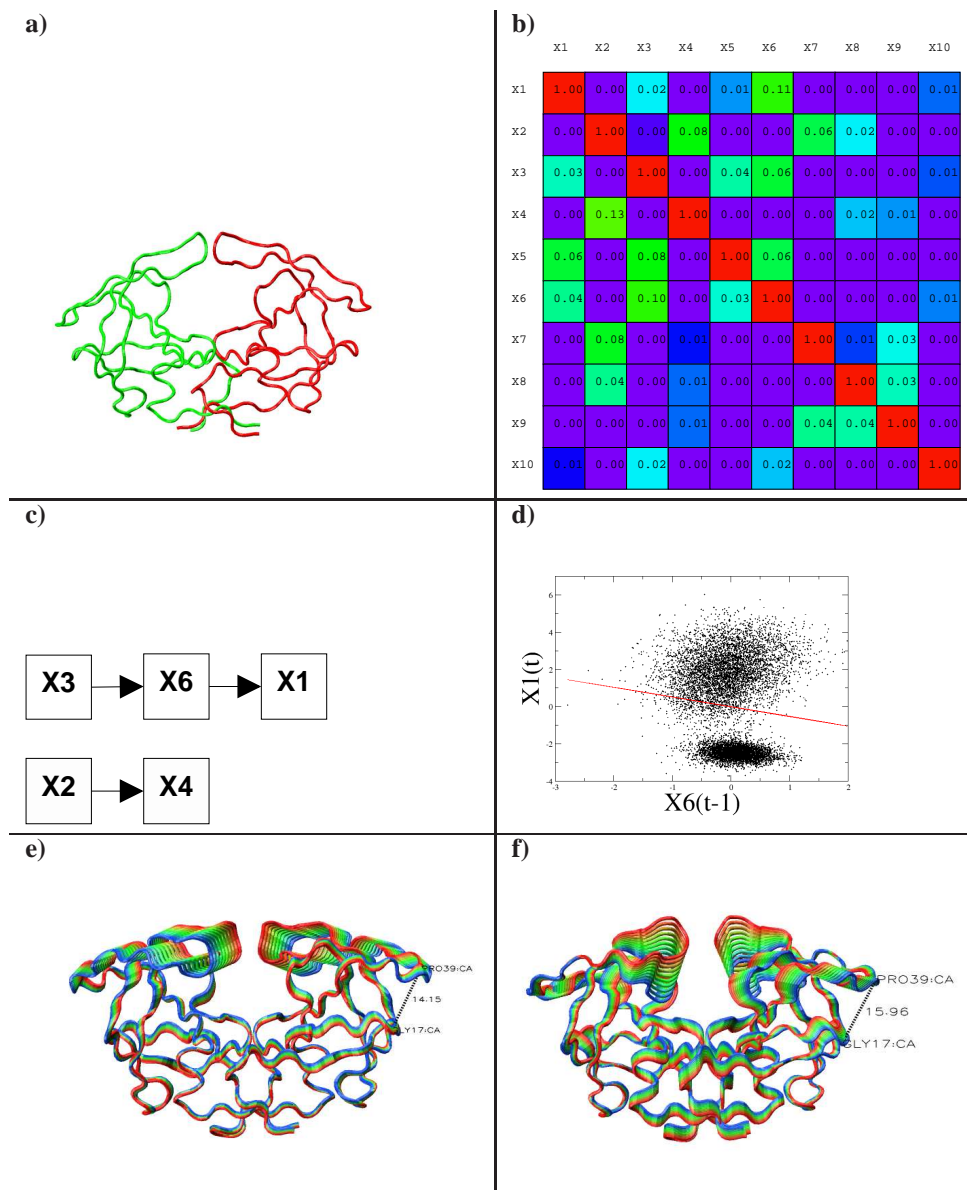 a)
b)
X1 X2 X3 X4 X5 X6 X7 X8 X9 X10
X1 1.00 0.00 0.02 0.00 0.01 0.11 0.00 0.00 0.00 0.01
X2 0.00 1.00 0.00 0.08 0.00 0.00 0.06 0.02 0.00 0.00
X3 0.03 0.00 1.00 0.00 0.04 0.06 0.00 0.00 0.00 0.01
X4 0.00 0.13 0.00 1.00 0.00 0.00 0.00 0.02 0.01 0.00
X5 0.06 0.00 0.08 0.00 1.00 0.06 0.00 0.00 0.00 0.00
X6 0.04 0.00 0.10 0.00 0.03 1.00 0.00 0.00 0.00 0.01
X7 0.00 0.08 0.00 0.01 0.00 0.00 1.00 0.01 0.03 0.00
X8 0.00 0.04 0.00 0.01 0.00 0.00 0.00 1.00 0.03 0.00
X9 0.00 0.00 0.00 0.01 0.00 0.00 0.04 0.04 1.00 0.00
X10 0.01 0.00 0.02 0.00 0.00 0.02 0.00 0.00 0.00 1.00
c)
X3 X6 X1
X2 X4
d)
X1(t)
6
4
2
0
-2
-4
-3 -2 -1 0 1 2
X6(t-1)
e)
PRO39:CA
14.15
GLY17:CA
f)
PRO39:CA
15.96
GLY17:CA